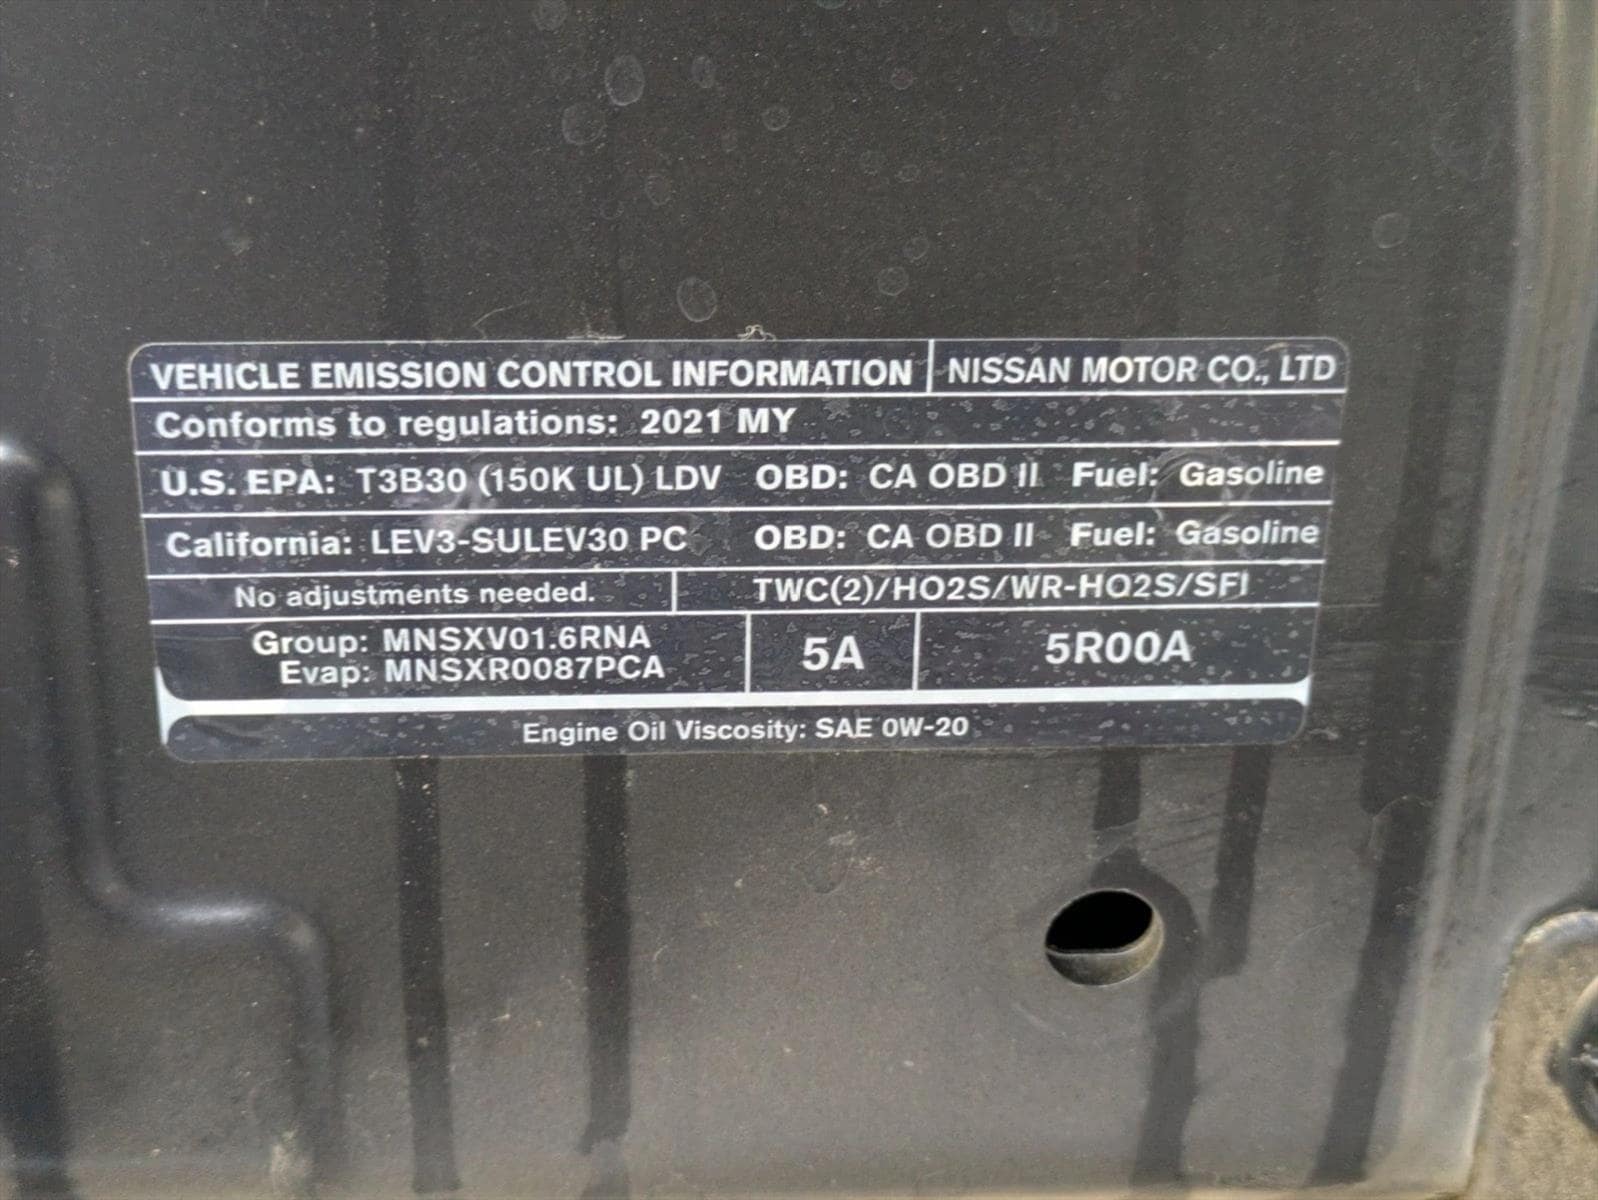 VEHICLE EMISSION CONTROL INFORMATION NISSAN MOTOR CO., LTD
Conforms to regulations: 2021 MY
U.S. EPA: T3B30 (150K UL) LDV OBD: CA OBD II Fuel: Gasoline
California: LEV3-SULEV30 PC OBD: CA OBD II Fuel: Gasoline
No adjustments needed. TWC(2)/HO2S/WR-HO2S/SFI
Group: MNSXV01.6RNA
Evap: MNSXR0087PCA
5A
5R00A
Engine Oil Viscosity: SAE 0W-20